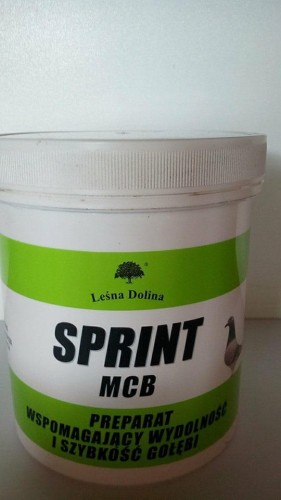 ®
Leśna Dolina
SPRINT
MCB
PREPARAT
WSPOMAGAJĄCY WYDOLNOŚĆ
I SZYBKOŚĆ GOŁĘBI